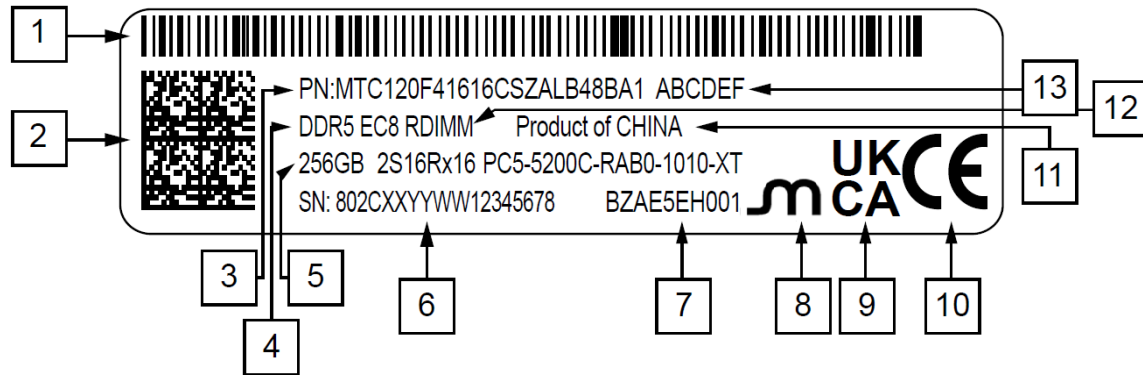 1
2
PN:MTC120F41616CSZALB48BA1 ABCDEF
13
12
DDR5 EC8 RDIMM Product of CHINA
256GB 2S16Rx16 PC5-5200C-RAB0-1010-XT
UK
CA
CE
11
SN: 802CXXYYWW12345678 BZAE5EH001
m
3
5
6
7
8
9
10
4